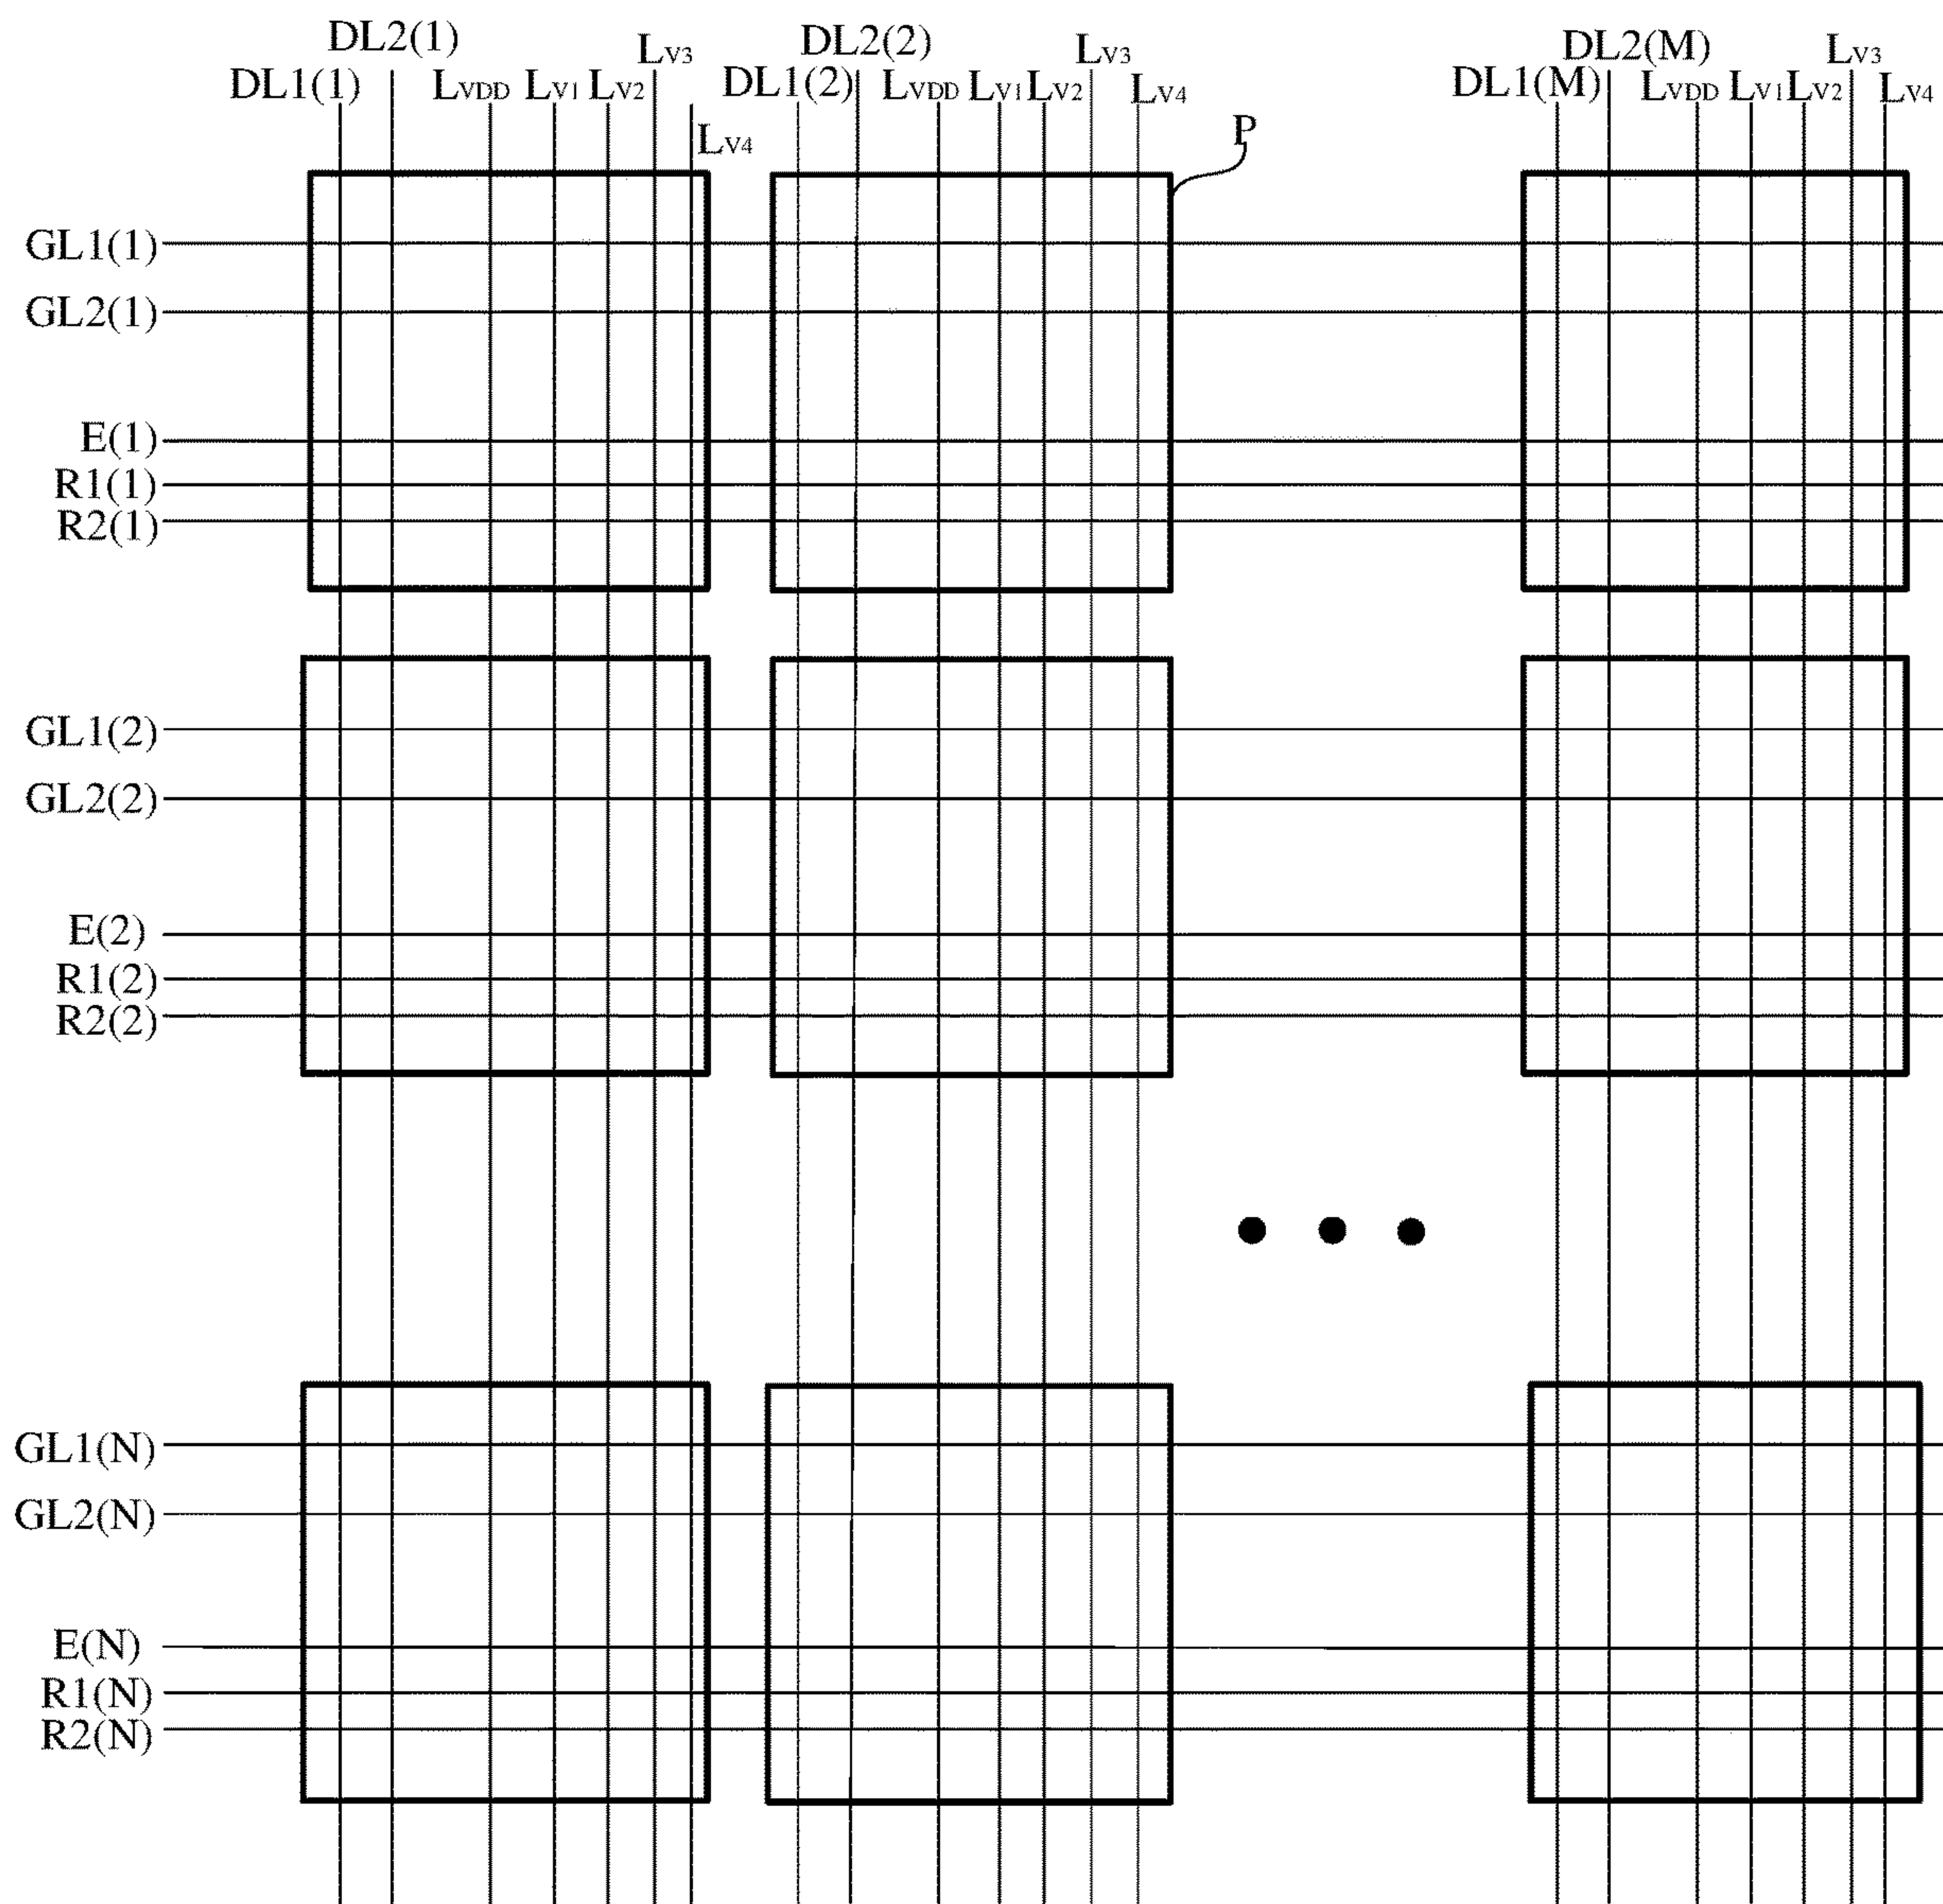 DL2(1) DL2(2) DL2(M)
LV3 LV3 LV3
DL1(1) LVDD LV1 LV2 DL1(2) LVDD LV1 LV2 LV4 DL1(M) LVDD LV1 LV2 LV4
LV4 P
GL1(1)
GL2(1)
E(1)
R1(1)
R2(1)
GL1(2)
GL2(2)
E(2)
R1(2)
R2(2)
GL1(N)
GL2(N)
E(N)
R1(N)
R2(N)